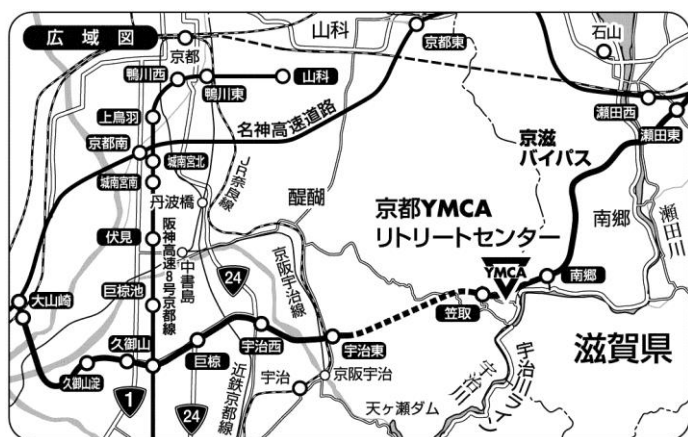 広域図
山科
京都東
石山
京都
鴨川西
鴨川東
山科
瀬田西
上鳥羽
名神高速道路
瀬田東
京都南
城南宮北
JR奈良線
京滋
バイパス
城南宮南
丹波橋
醍醐
京都YMCA
リトリートセンター
南郷
瀬田川
伏見
阪神高速8号京都線
中書島
24
京阪宇治線
YMCA
南郷
大山崎
巨椋池
笠取
久御山
宇治西
宇治東
滋賀県
久御山淀
巨椋
近鉄京都線
宇治
京阪宇治
宇治川
宇治川ライン
1
24
天ヶ瀬ダム